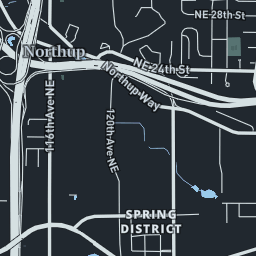 NE 28th St
Northup
NE 24th St
Northup Way
116th Ave NE
120th Ave NE
SPRING
DISTRICT